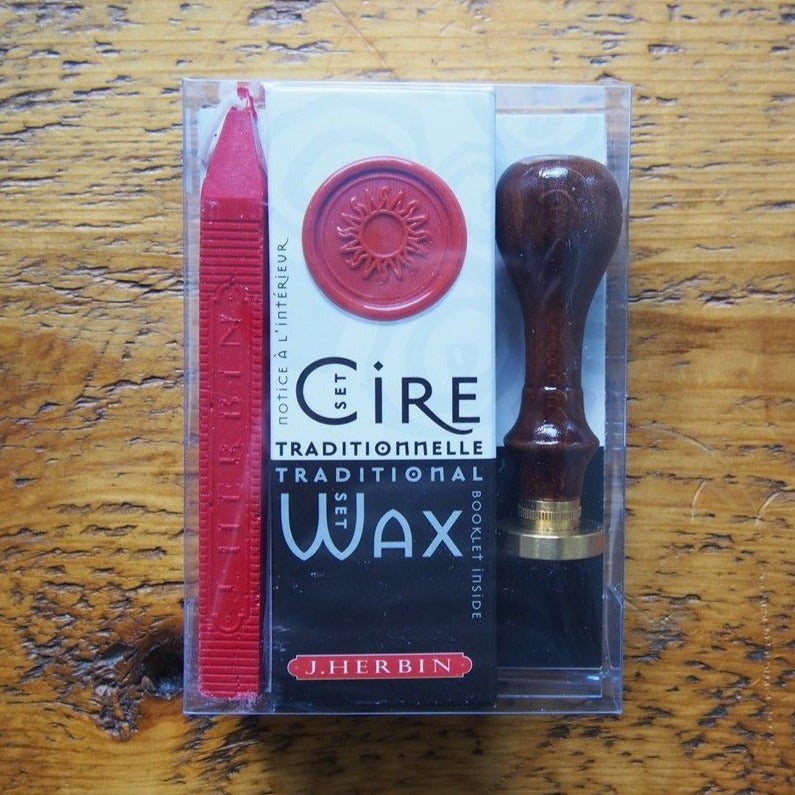 J. HERBIN
NOTICE À L'INTÉRIEUR
SET
CIRE
TRADITIONNELLE
TRADITIONAL
SET
WAX
BOOKLET INSIDE
J.HERBIN